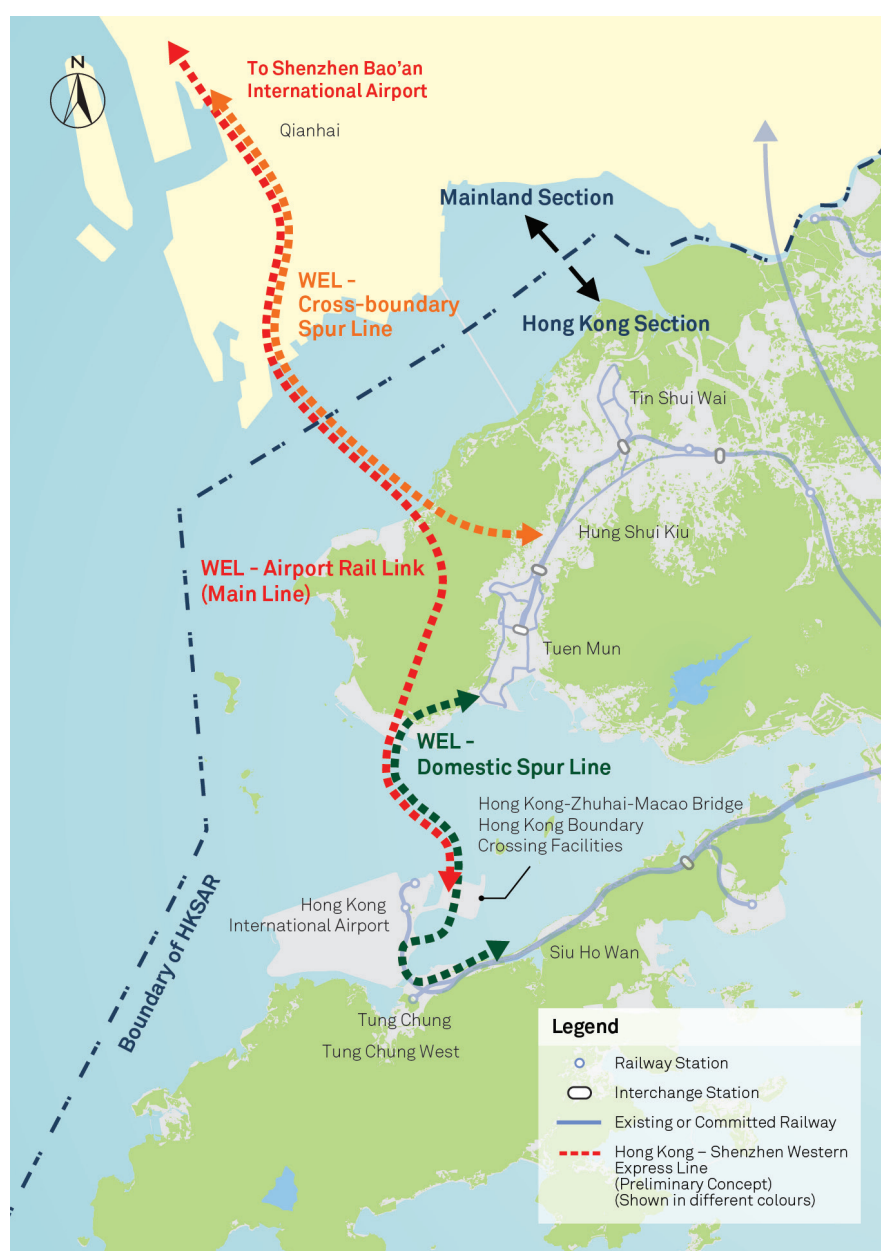 N
To Shenzhen Bao'an
International Airport
Qianhai
Mainland Section
WEL -
Cross-boundary
Spur Line
Hong Kong Section
Tin Shui Wai
Hung Shui Kiu
WEL - Airport Rail Link
(Main Line)
Tuen Mun
WEL -
Domestic Spur Line
Hong Kong-Zhuhai-Macao Bridge
Hong Kong Boundary
Crossing Facilities
Hong Kong
International Airport
Siu Ho Wan
Boundary of HKSAR
Tung Chung
Tung Chung West
Legend
Railway Station
Interchange Station
Existing or Committed Railway
Hong Kong – Shenzhen Western
Express Line
(Preliminary Concept)
(Shown in different colours)